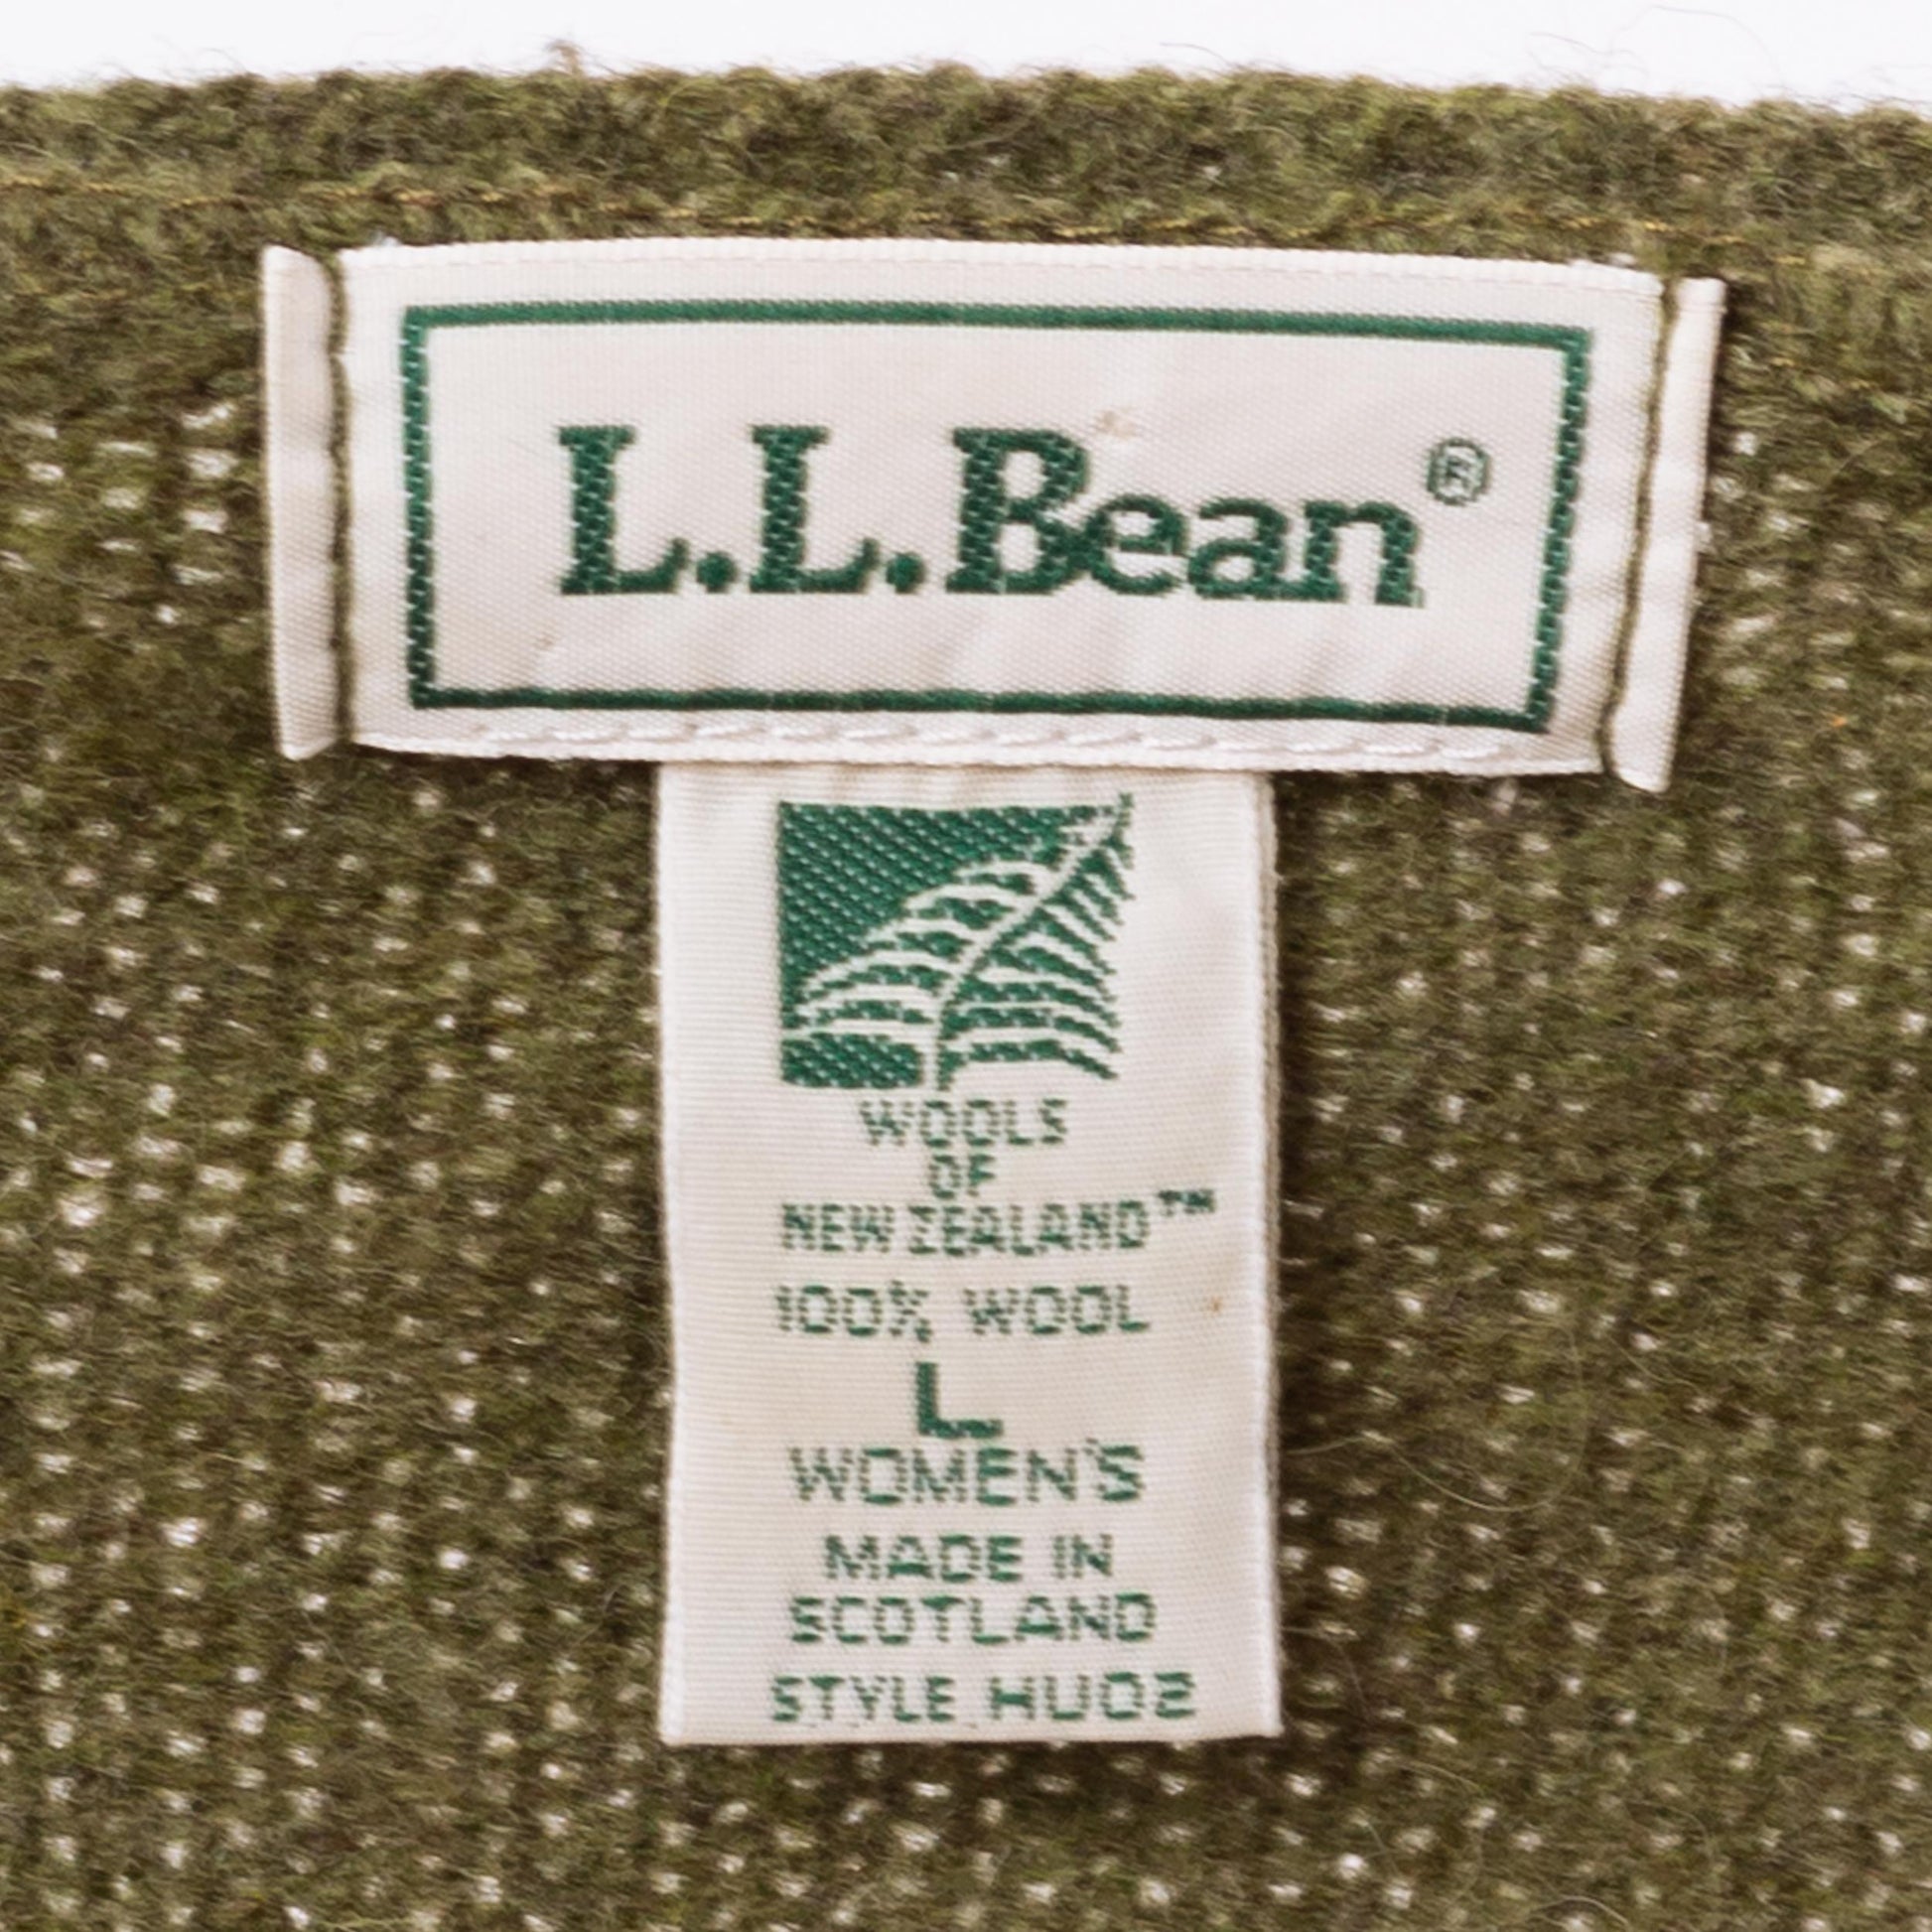 L.L.Bean®
WOOLS
OF
NEW ZEALAND™
100% WOOL
L
WOMEN'S
MADE IN
SCOTLAND
STYLE HU02